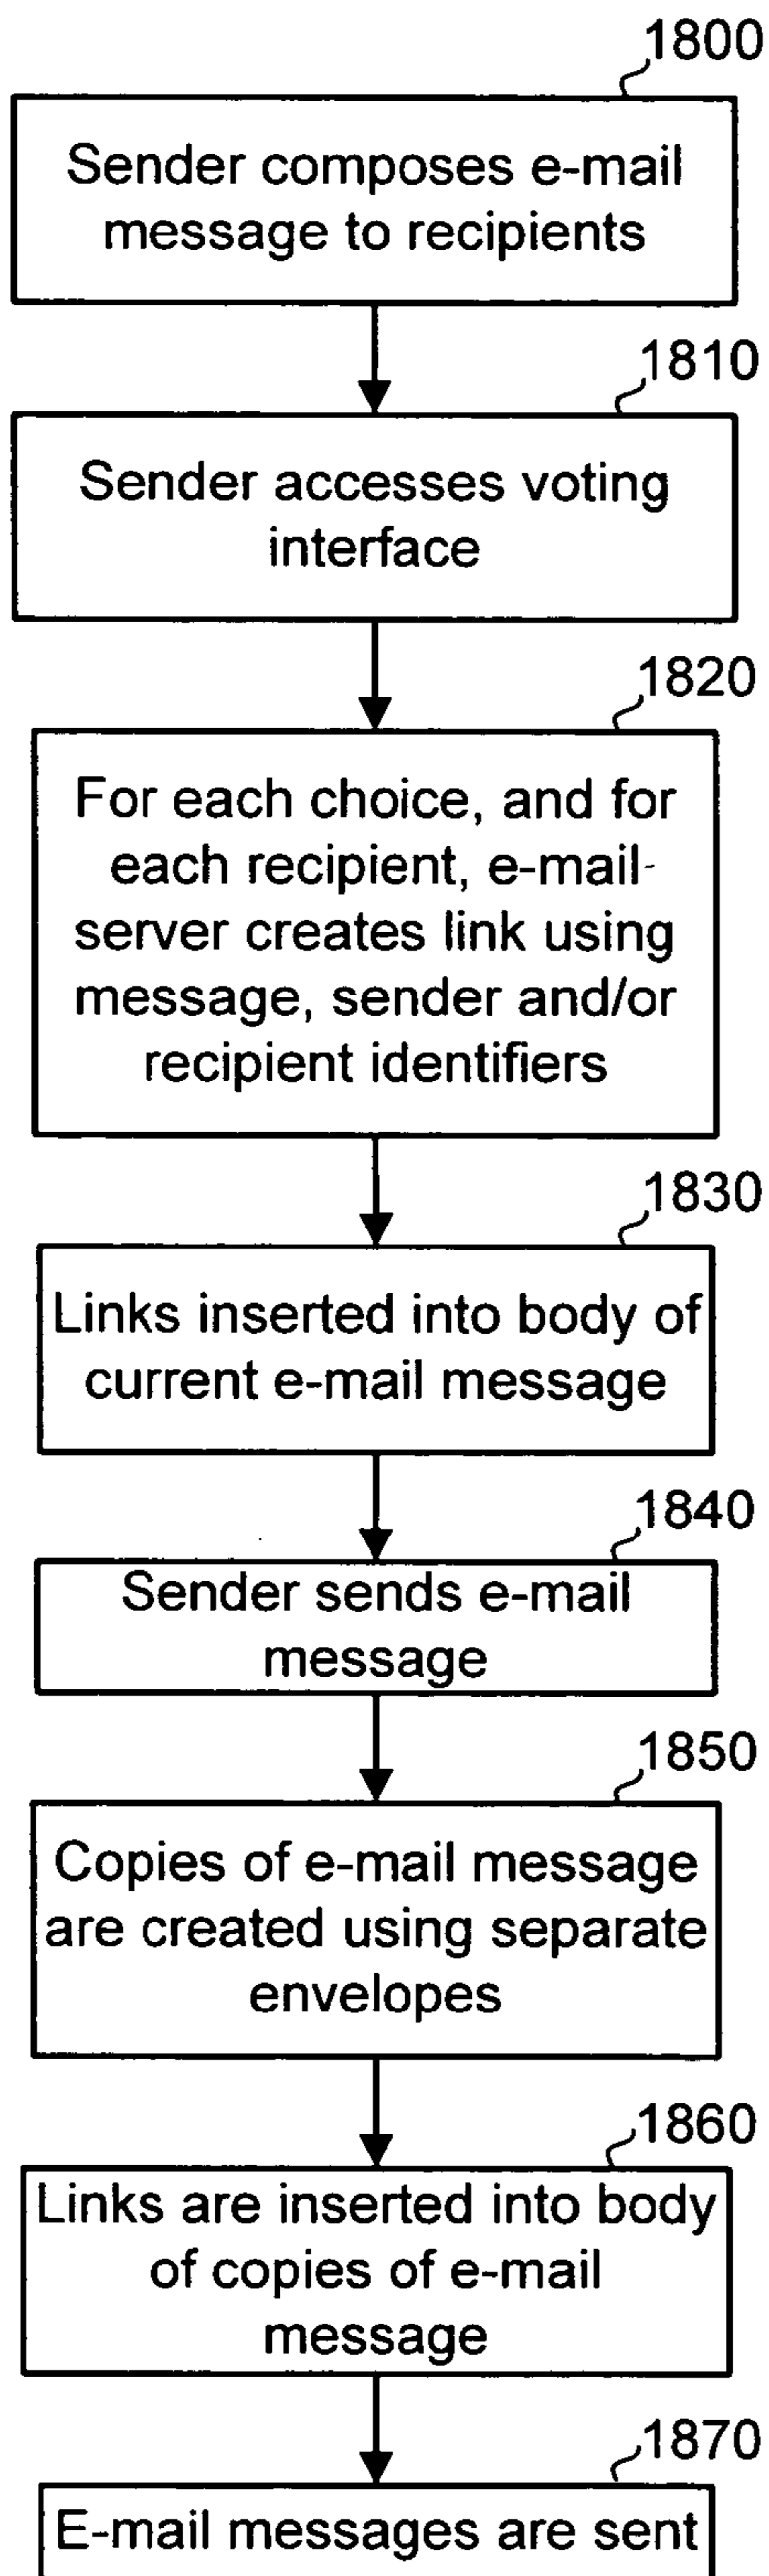 1800
Sender composes e-mail
message to recipients
1810
Sender accesses voting
interface
1820
For each choice, and for
each recipient, e-mail
server creates link using
message, sender and/or
recipient identifiers
1830
Links inserted into body of
current e-mail message
1840
Sender sends e-mail
message
1850
Copies of e-mail message
are created using separate
envelopes
1860
Links are inserted into body
of copies of e-mail
message
1870
E-mail messages are sent